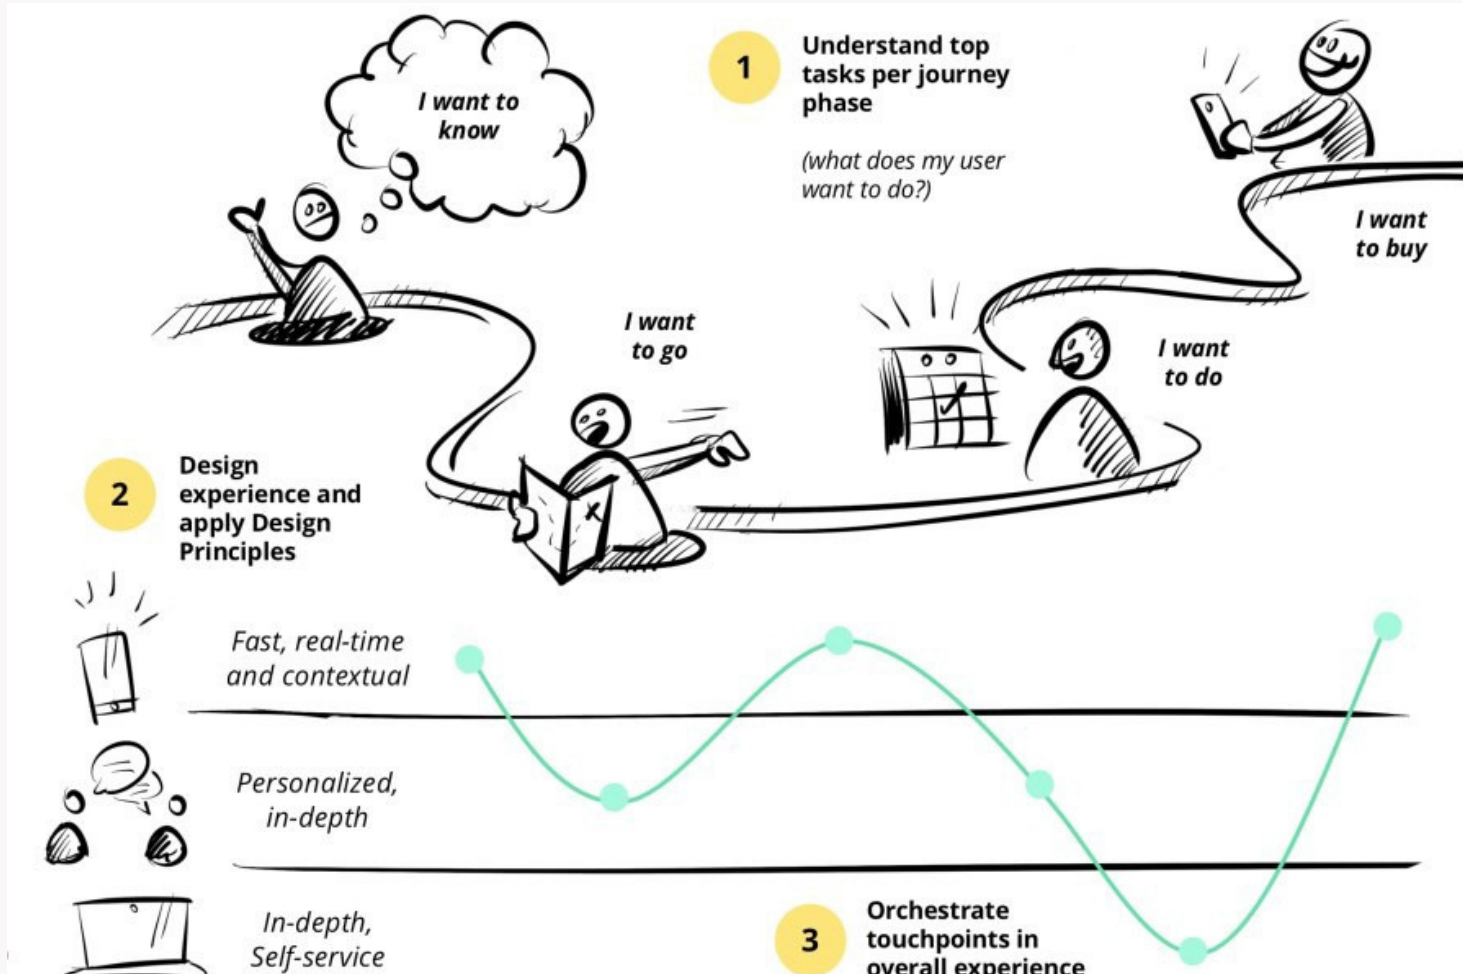 I want to
know
1
Understand top
tasks per journey
phase
(what does my user
want to do?)
I want
to buy
I want
to go
I want
to do
2
Design
experience and
apply Design
Principles
Fast, real-time
and contextual
Personalized,
in-depth
In-depth,
Self-service
3
Orchestrate
touchpoints in
overall experience